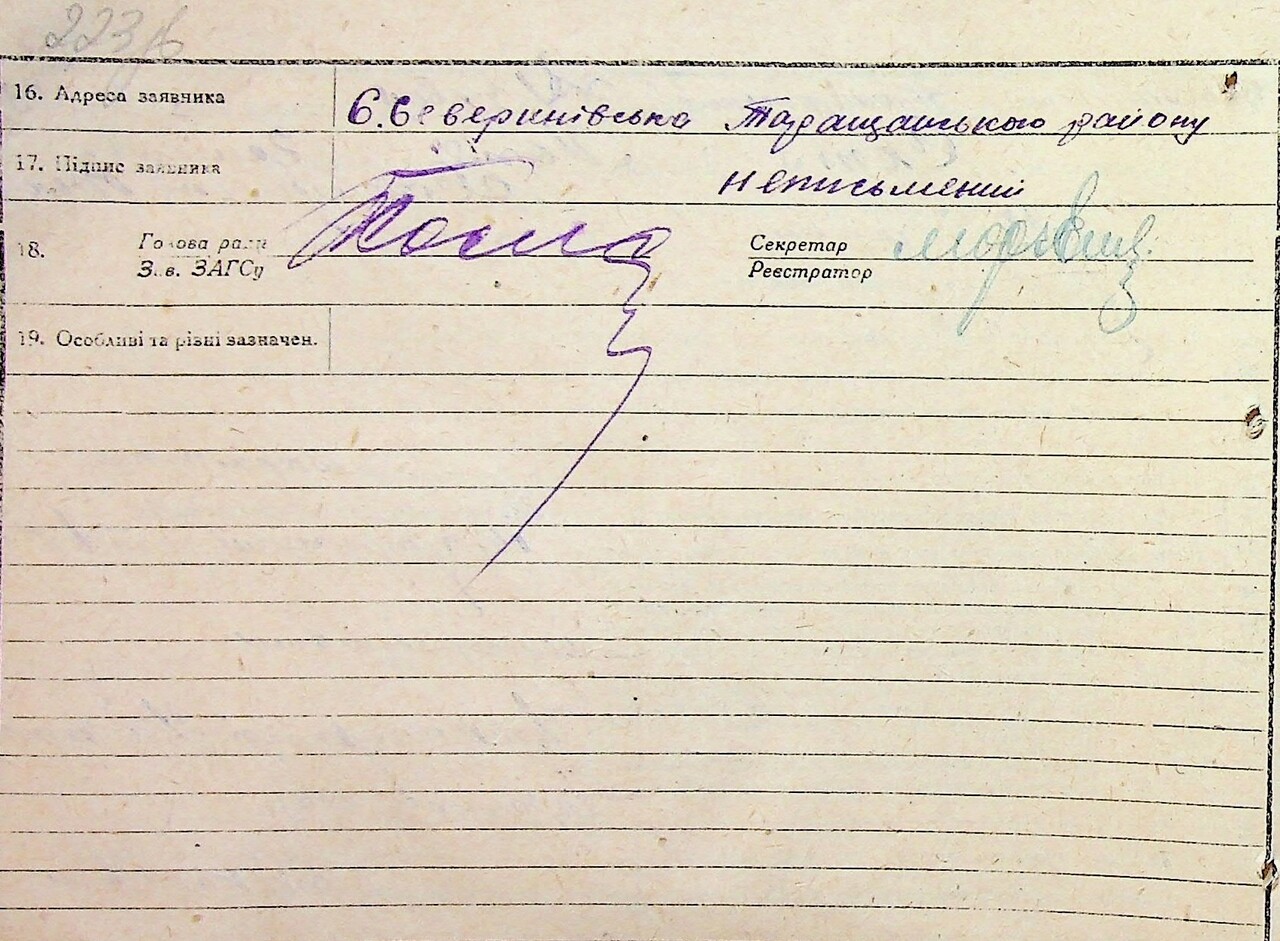 223
16. Адреса заявника С. Северинівська Таращанського району
17. Підпис заявника неписьмений
18. Голова ради Секретар
Зав. ЗАГСу Реєстратор
19. Особливі та різні зазначен.